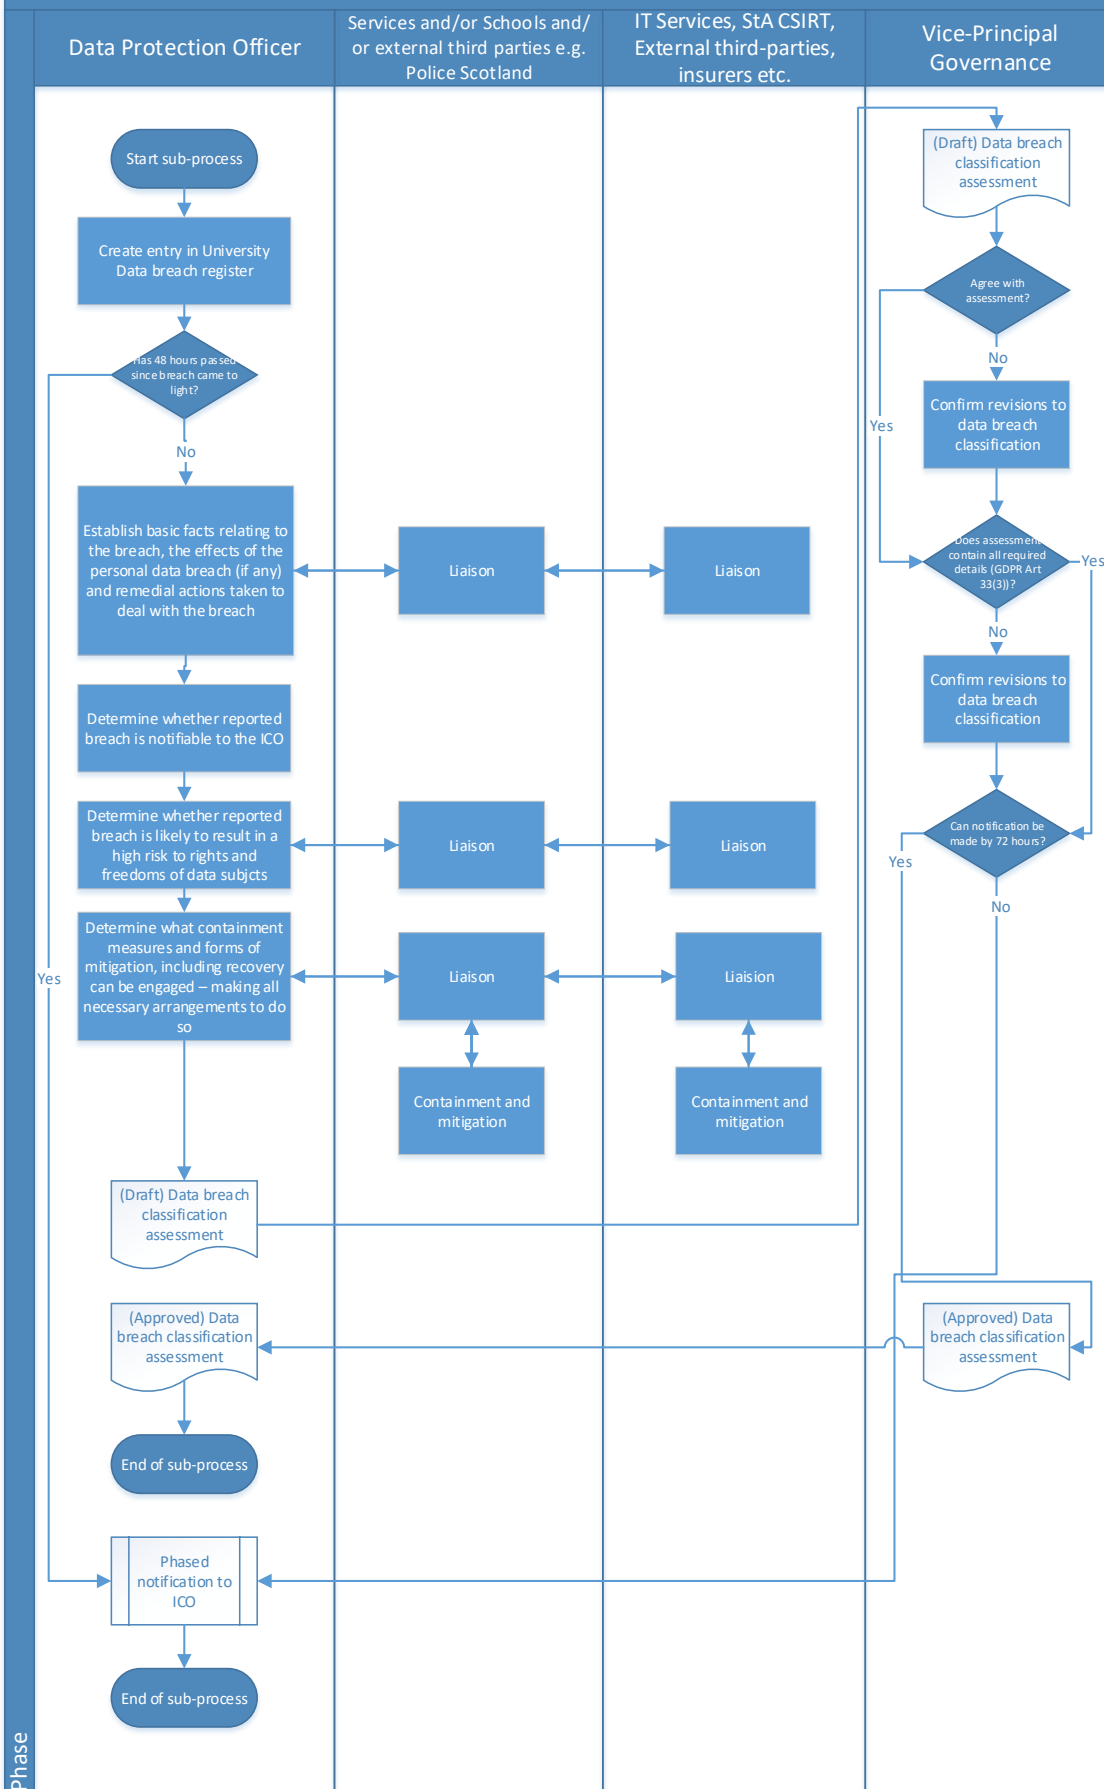 Data Protection Officer
Services and/or Schools and/
or external third parties e.g.
Police Scotland
IT Services, StA CSIRT,
External third-parties,
insurers etc.
Vice-Principal
Governance
Start sub-process
Create entry in University
Data breach register
Has 48 hours passed
since breach came to
light?
No
Yes
Establish basic facts relating to
the breach, the effects of the
personal data breach (if any)
and remedial actions taken to
deal with the breach
Liaison
Liaison
Determine whether reported
breach is notifiable to the ICO
Determine whether reported
breach is likely to result in a
high risk to rights and
freedoms of data subjcts
Liaison
Liaison
Determine what containment
measures and forms of
mitigation, including recovery
can be engaged – making all
necessary arrangements to do
so
Liaison
Liaision
Containment and
mitigation
Containment and
mitigation
(Draft) Data breach
classification
assessment
(Draft) Data breach
classification
assessment
Agree with
assessment?
No
Yes
Confirm revisions to
data breach
classification
Does assessment
contain all required
details (GDPR Art
33(3))?
Yes
No
Confirm revisions to
data breach
classification
Can notification be
made by 72 hours?
Yes
No
(Approved) Data
breach classification
assessment
(Approved) Data
breach classification
assessment
End of sub-process
Phased
notification to
ICO
End of sub-process
Phase